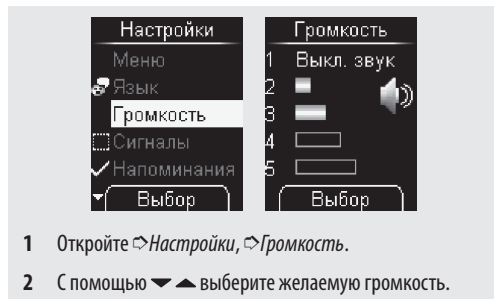 Настройки
Меню
Язык
Громкость
Сигналы
Напоминания
Выбор
Громкость
1 Выкл. звук
2
3
4
5
Выбор
1 Откройте ➪Настройки, ➪Громкость.
2 С помощью ▼ ▲ выберите желаемую громкость.